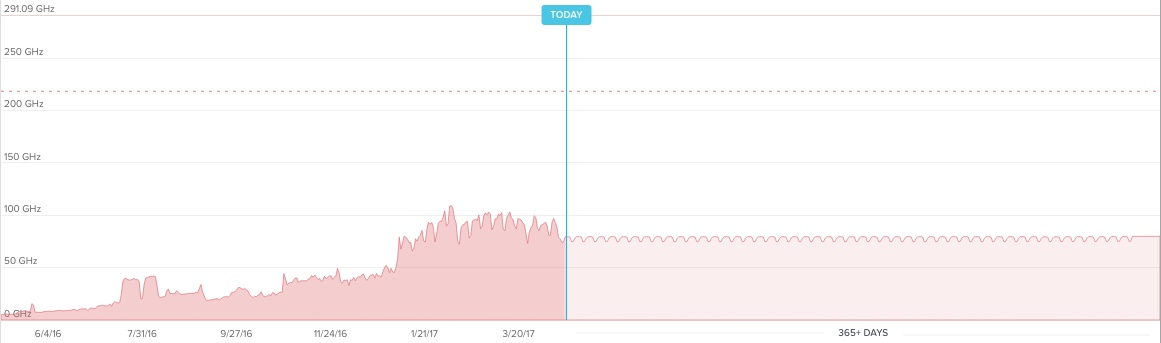 291.09 GHz
TODAY
250 GHz
200 GHz
150 GHz
100 GHz
50 GHz
0 GHz
6/4/16 7/31/16 9/27/16 11/24/16 1/21/17 3/20/17 365+ DAYS